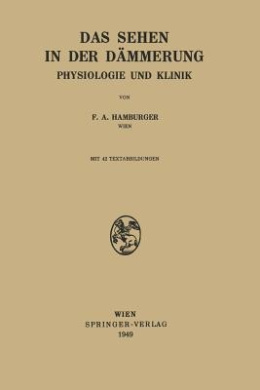 DAS SEHEN
IN DER DÄMMERUNG
PHYSIOLOGIE UND KLINIK
VON
F. A. HAMBURGER
WIEN
MIT 42 TEXTABBILDUNGEN
WIEN
SPRINGER-VERLAG
1949